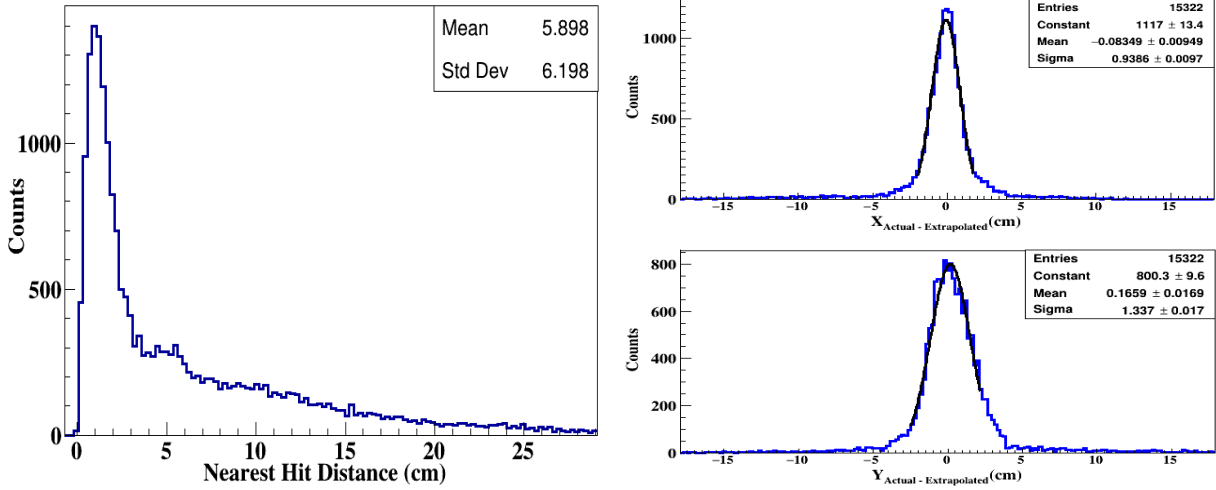 Mean 5.898
Std Dev 6.198
Counts
1000
500
0
0 5 10 15 20 25
Nearest Hit Distance (cm)
Entries 15322
Constant 1117 ± 13.4
Mean −0.08349 ± 0.00949
Sigma 0.9386 ± 0.0097
Counts
1000
500
0
−15 −10 −5 0 5 10 15
X Actual - Extrapolated (cm)
Entries 15322
Constant 800.3 ± 9.6
Mean 0.1659 ± 0.0169
Sigma 1.337 ± 0.017
Counts
800
600
400
200
0
−15 −10 −5 0 5 10 15
Y Actual - Extrapolated (cm)